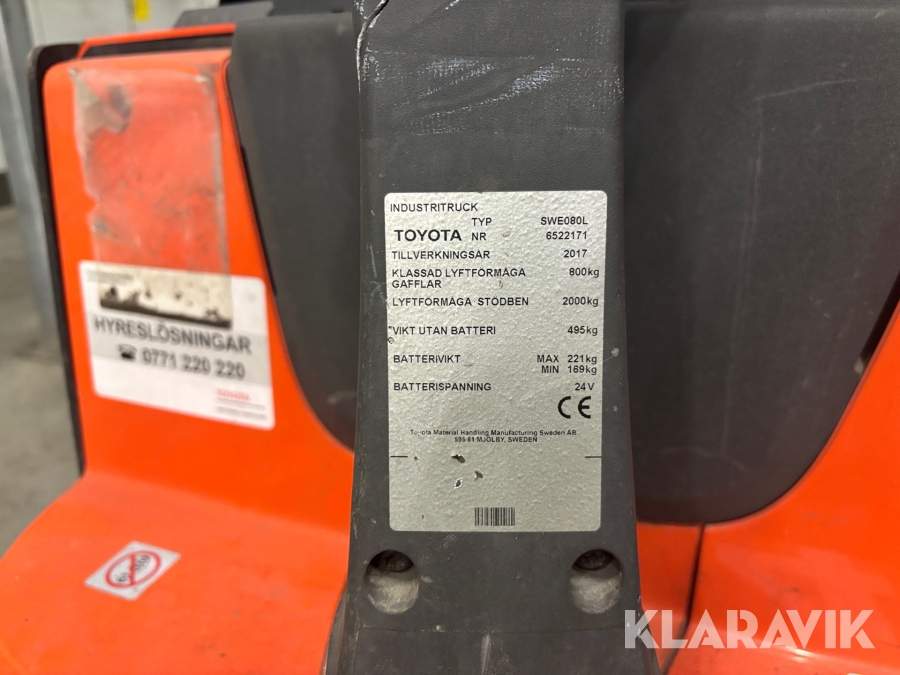 INDUSTRITRUCK
TYP SWE080L
TOYOTA NR 6522171
TILLVERKNINGSÅR 2017
KLASSAD LYFTFÖRMÅGA 800kg
GAFFLAR
LYFTFÖRMÅGA STÖDBEN 2000kg
VIKT UTAN BATTERI 495kg
BATTERIVIKT MAX 221kg
MIN 169kg
BATTERISPÄNNING 24V
CE
Toyota Material Handling Manufacturing Sweden AB
595 81 MJÖLBY, SWEDEN
HYRESLÖSNINGAR
☎ 0771 220 220
KLARAVIK